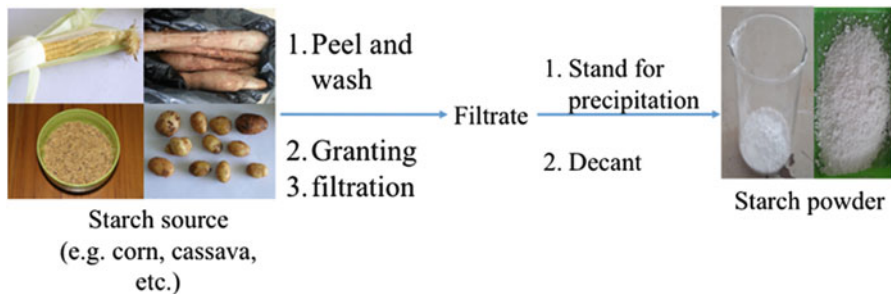 1. Peel and
wash
2. Granting
3. filtration
Filtrate
1. Stand for
precipitation
2. Decant
Starch source
(e.g. corn, cassava,
etc.)
Starch powder